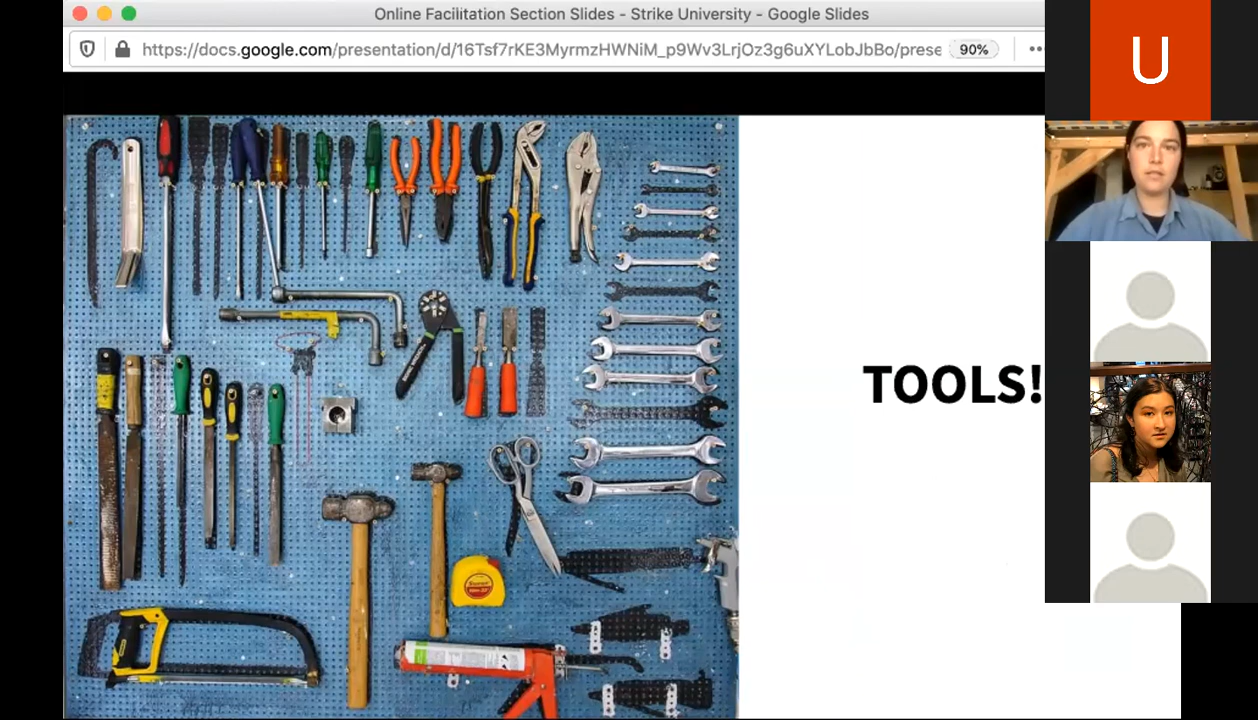 Online Facilitation Section Slides - Strike University - Google Slides
https://docs.google.com/presentation/d/16Tsf7rKE3MyrmzHWNiM_p9Wv3LrjOz3g6uXYLobJbBo/prese 90%
U
TOOLS!